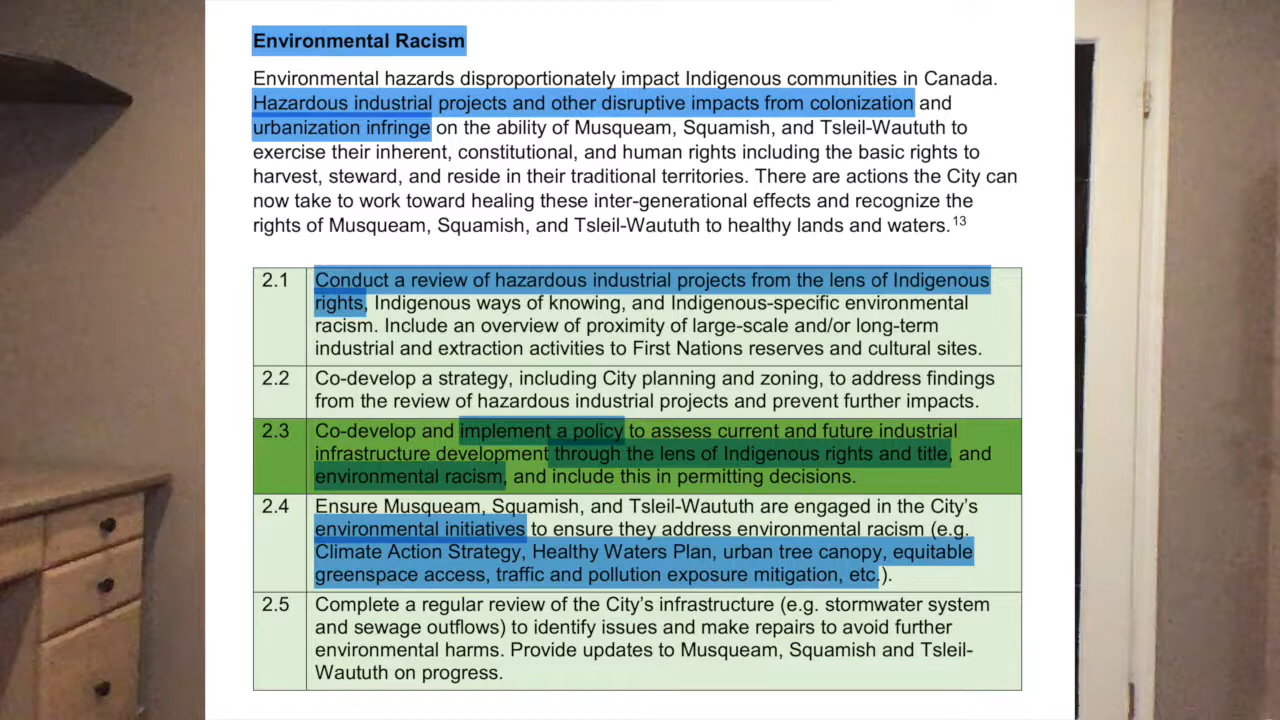 Environmental Racism
Environmental hazards disproportionately impact Indigenous communities in Canada.
Hazardous industrial projects and other disruptive impacts from colonization and
urbanization infringe on the ability of Musqueam, Squamish, and Tsleil-Waututh to
exercise their inherent, constitutional, and human rights including the basic rights to
harvest, steward, and reside in their traditional territories. There are actions the City can
now take to work toward healing these inter-generational effects and recognize the
rights of Musqueam, Squamish, and Tsleil-Waututh to healthy lands and waters.13
2.1 Conduct a review of hazardous industrial projects from the lens of Indigenous
rights, Indigenous ways of knowing, and Indigenous-specific environmental
racism. Include an overview of proximity of large-scale and/or long-term
industrial and extraction activities to First Nations reserves and cultural sites.
2.2 Co-develop a strategy, including City planning and zoning, to address findings
from the review of hazardous industrial projects and prevent further impacts.
2.3 Co-develop and implement a policy to assess current and future industrial
infrastructure development through the lens of Indigenous rights and title, and
environmental racism, and include this in permitting decisions.
2.4 Ensure Musqueam, Squamish, and Tsleil-Waututh are engaged in the City's
environmental initiatives to ensure they address environmental racism (e.g.
Climate Action Strategy, Healthy Waters Plan, urban tree canopy, equitable
greenspace access, traffic and pollution exposure mitigation, etc.).
2.5 Complete a regular review of the City's infrastructure (e.g. stormwater system
and sewage outflows) to identify issues and make repairs to avoid further
environmental harms. Provide updates to Musqueam, Squamish and Tsleil-
Waututh on progress.